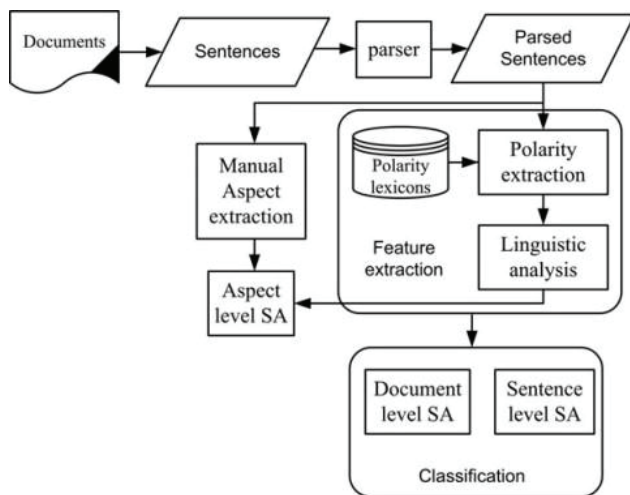 Documents
Sentences
parser
Parsed
Sentences
Manual
Aspect
extraction
Polarity
lexicons
Polarity
extraction
Feature
extraction
Linguistic
analysis
Aspect
level SA
Document
level SA
Sentence
level SA
Classification